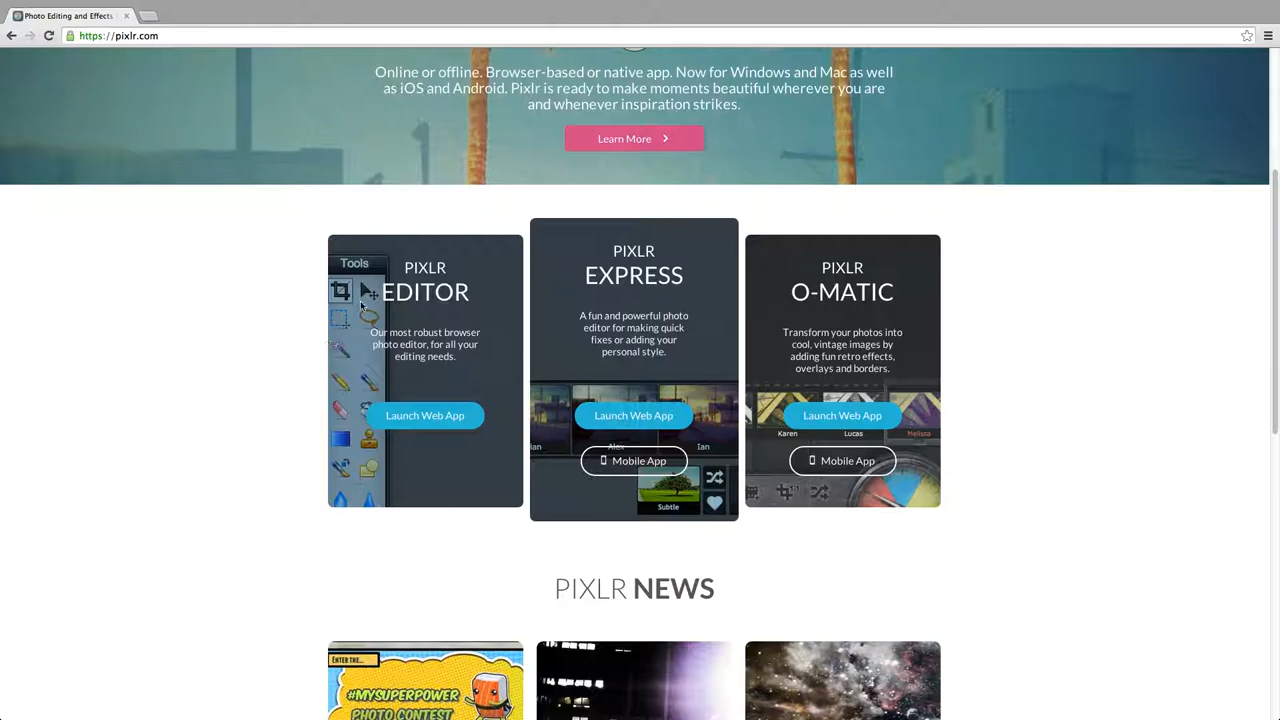 Photo Editing and Effects
https://pixlr.com
Online or offline. Browser-based or native app. Now for Windows and Mac as well
as iOS and Android. Pixlr is ready to make moments beautiful wherever you are
and whenever inspiration strikes.
Learn More
Tools
PIXLR
EDITOR
Our most robust browser
photo editor, for all your
editing needs.
Launch Web App
PIXLR
EXPRESS
A fun and powerful photo
editor for making quick
fixes or adding your
personal style.
Launch Web App
Alex
Ian
Mobile App
Subtle
PIXLR
O-MATIC
Transform your photos into
cool, vintage images by
adding fun retro effects,
overlays and borders.
Launch Web App
Karen
Lucas
Melissa
Mobile App
PIXLR NEWS
ENTER THE...
#MYSUPERPOWER
PHOTO CONTEST